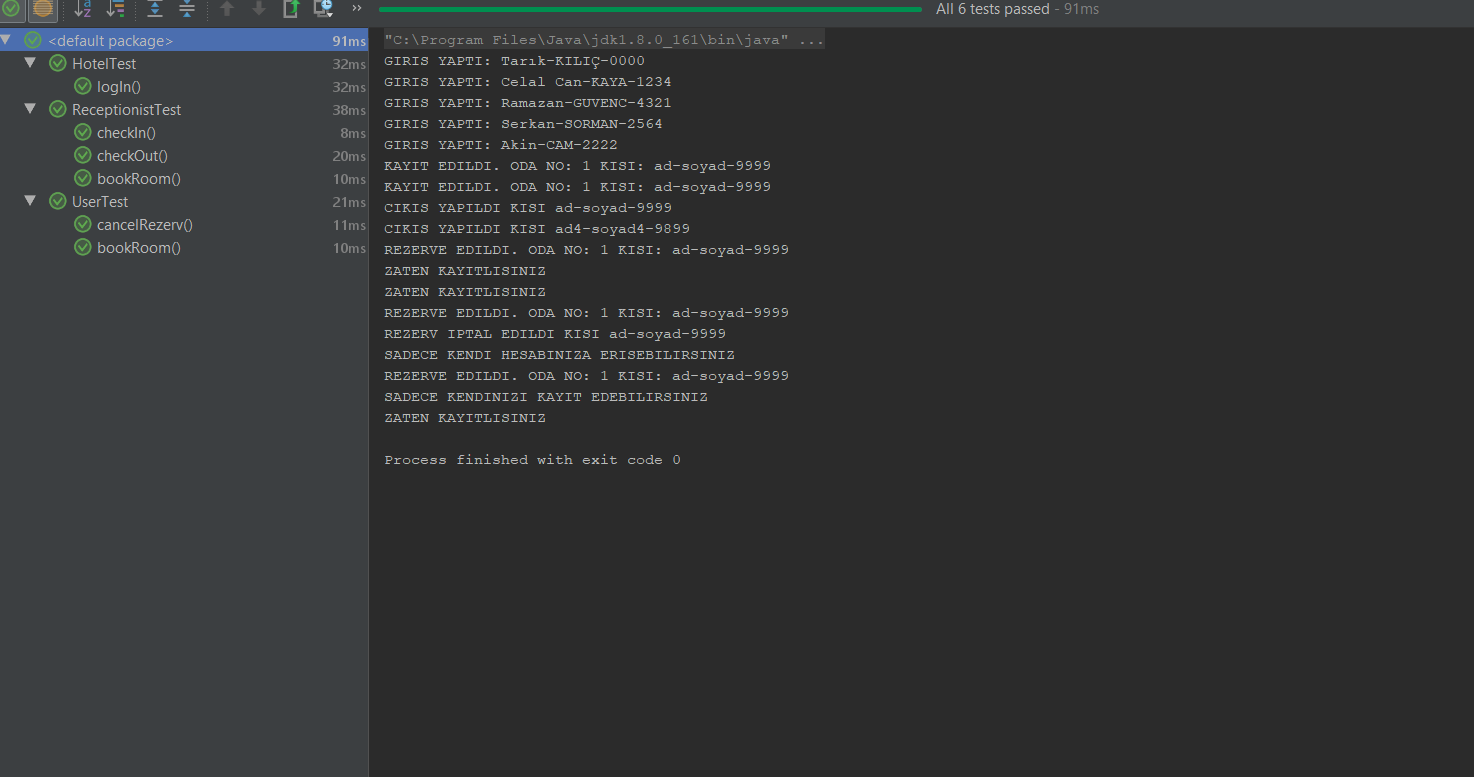 All 6 tests passed - 91ms
<default package> 91ms
HotelTest 32ms
logIn() 32ms
ReceptionistTest 38ms
checkIn() 8ms
checkOut() 20ms
bookRoom() 10ms
UserTest 21ms
cancelRezerv() 11ms
bookRoom() 10ms
"C:\Program Files\Java\jdk1.8.0_161\bin\java" ...
GIRIS YAPTI: Tarık-KILIÇ-0000
GIRIS YAPTI: Celal Can-KAYA-1234
GIRIS YAPTI: Ramazan-GUVENC-4321
GIRIS YAPTI: Serkan-SORMAN-2564
GIRIS YAPTI: Akin-CAM-2222
KAYIT EDILDI. ODA NO: 1 KISI: ad-soyad-9999
KAYIT EDILDI. ODA NO: 1 KISI: ad-soyad-9999
CIKIS YAPILDI KISI ad-soyad-9999
CIKIS YAPILDI KISI ad4-soyad4-9899
REZERVE EDILDI. ODA NO: 1 KISI: ad-soyad-9999
ZATEN KAYITLISINIZ
ZATEN KAYITLISINIZ
REZERVE EDILDI. ODA NO: 1 KISI: ad-soyad-9999
REZERV IPTAL EDILDI KISI ad-soyad-9999
SADECE KENDI HESABINIZA ERISEBILIRSINIZ
REZERVE EDILDI. ODA NO: 1 KISI: ad-soyad-9999
SADECE KENDINIZI KAYIT EDEBILIRSINIZ
ZATEN KAYITLISINIZ
Process finished with exit code 0